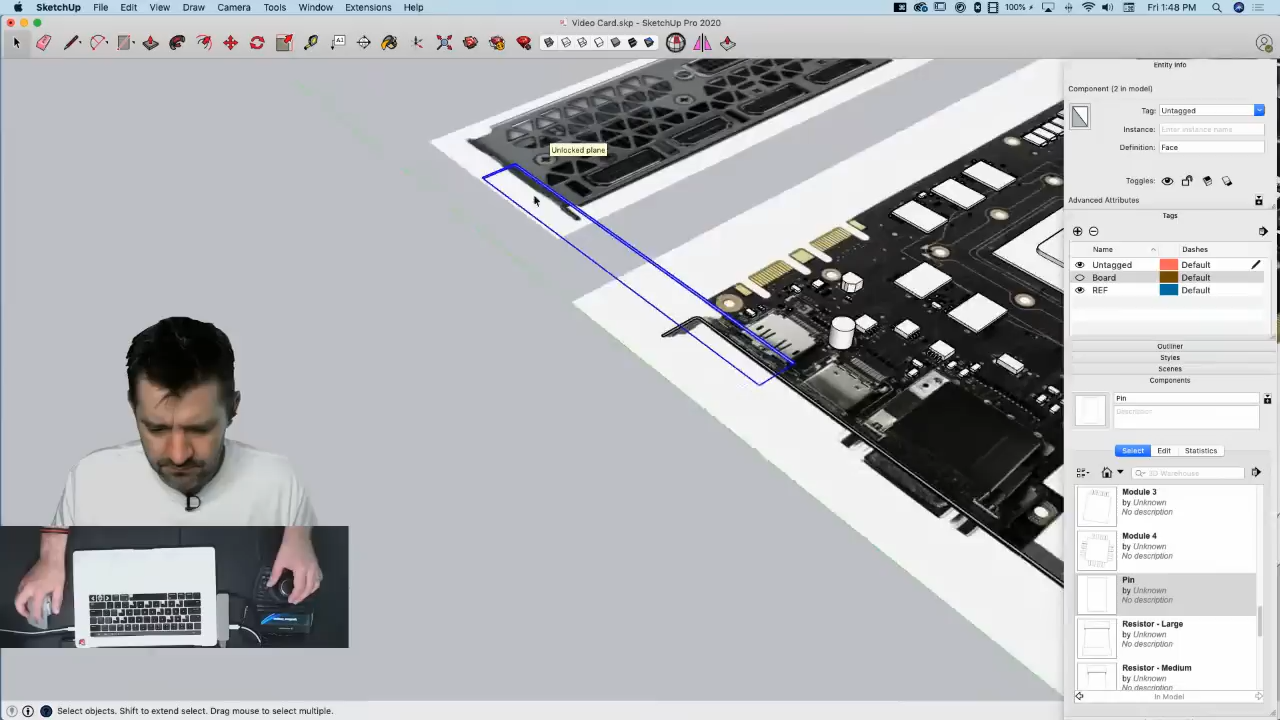 SketchUp File Edit View Draw Camera Tools Window Extensions Help
100% Fri 1:48 PM
Video Card.skp - SketchUp Pro 2020
Entity Info
Component (2 in model)
Tag: Untagged
Instance: Enter instance name
Definition: Face
Toggles:
Advanced Attributes
Tags
Name Dashes
Untagged Default
Board Default
REF Default
Outliner
Styles
Scenes
Components
Pin
Description
Select Edit Statistics
3D Warehouse
Module 3
by Unknown
No description
Module 4
by Unknown
No description
Pin
by Unknown
No description
Resistor - Large
by Unknown
No description
Resistor - Medium
by Unknown
No description
In Model
Unlocked plane
Select objects. Shift to extend select. Drag mouse to select multiple.